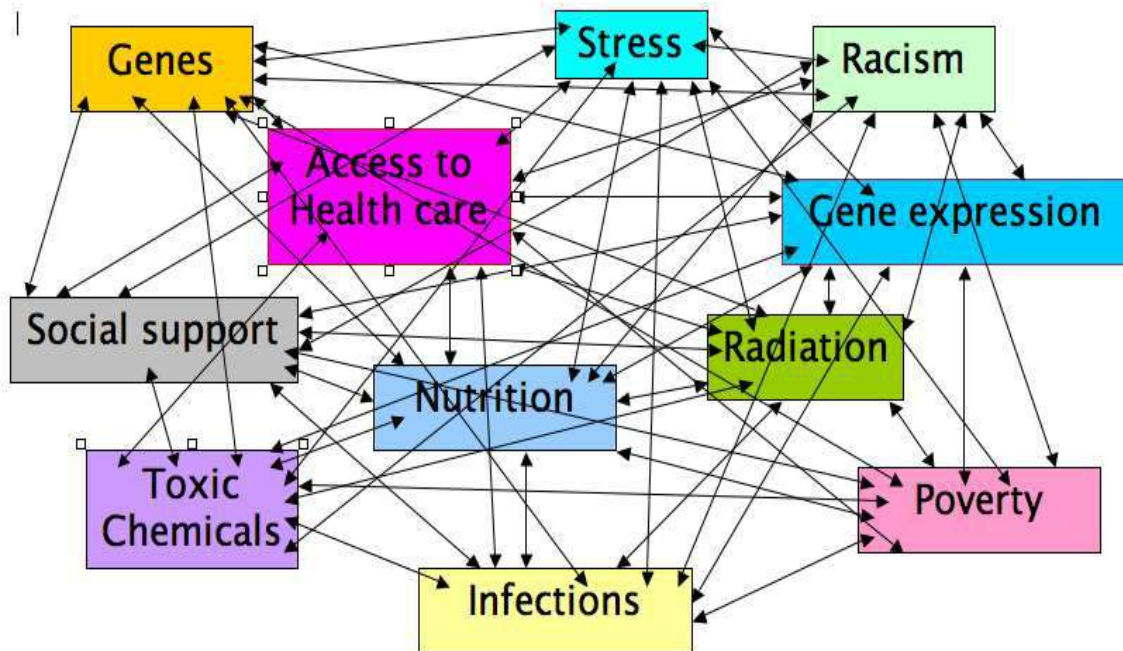 Genes
Stress
Racism
Access to
Health care
Gene expression
Social support
Radiation
Nutrition
Toxic
Chemicals
Poverty
Infections